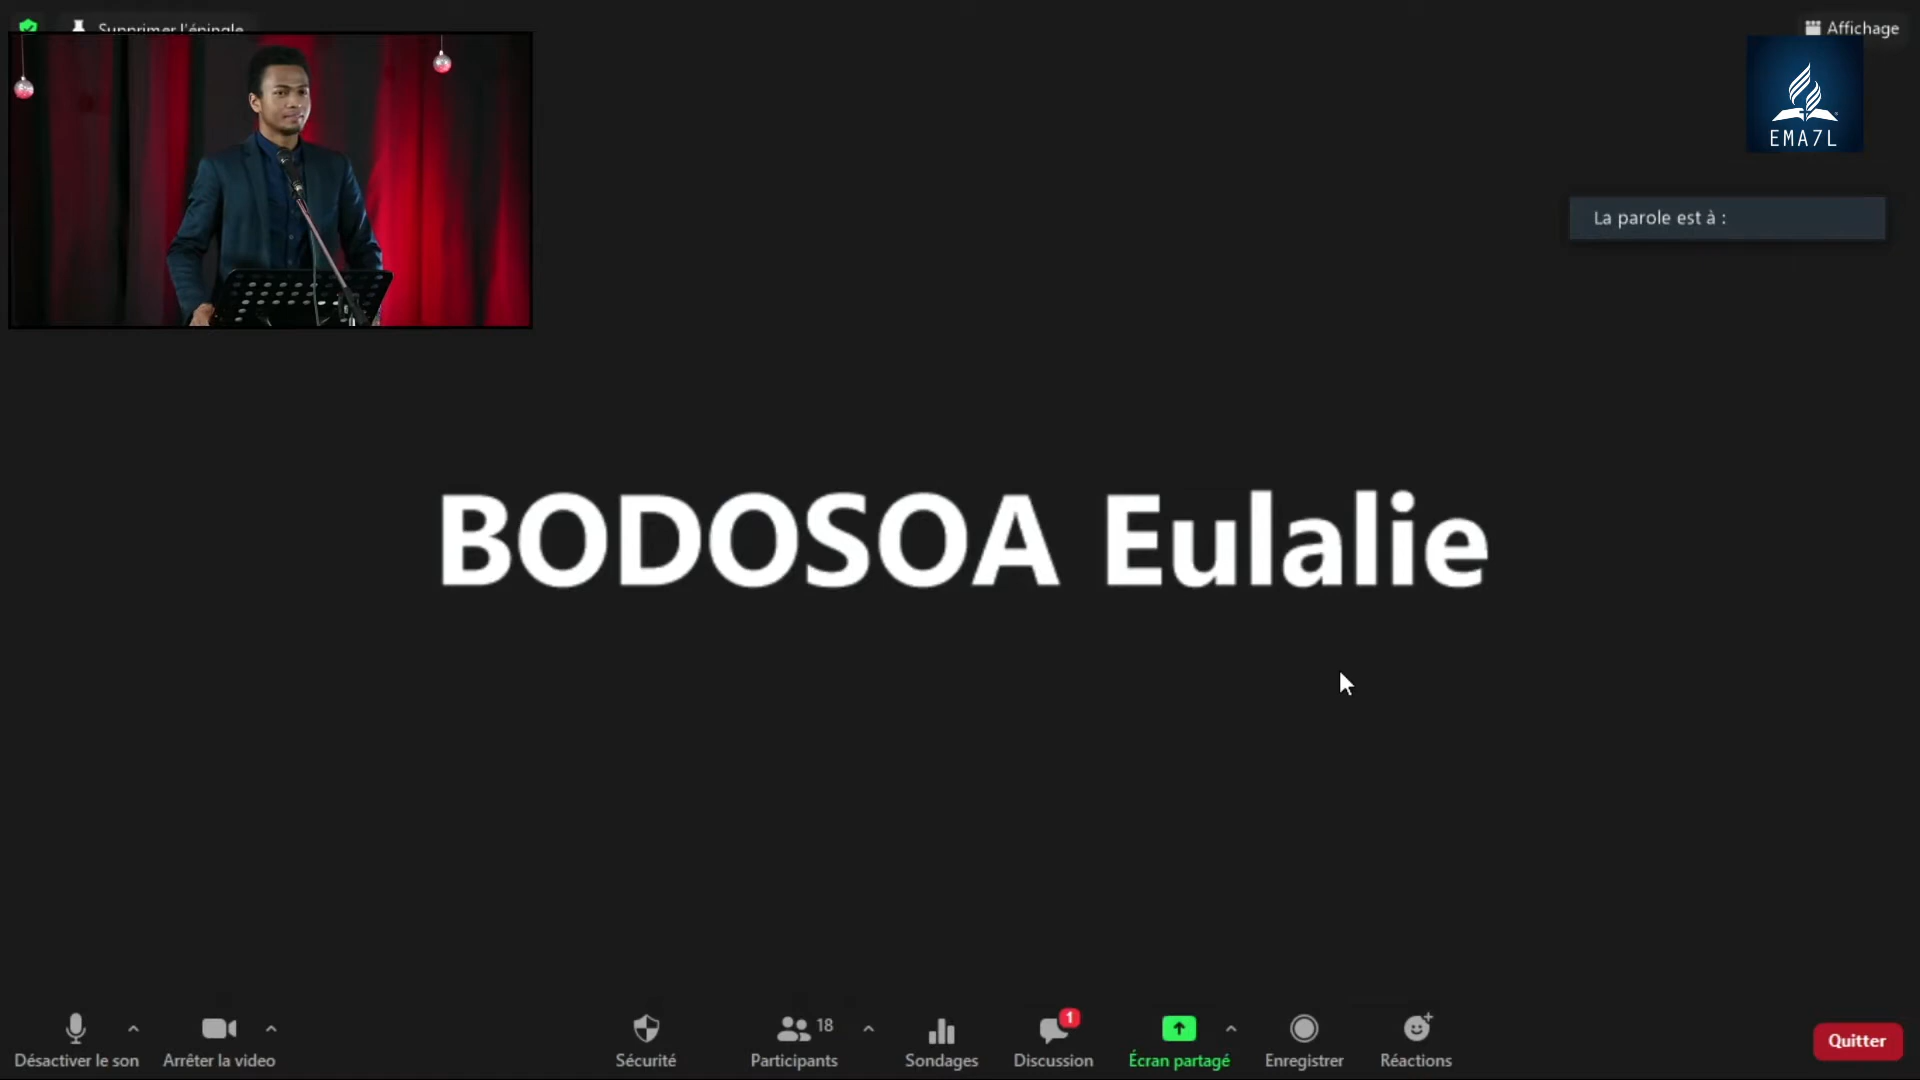 Supprimer l'épingle
Affichage
EMA7L
La parole est à :
BODOSOA Eulalie
Désactiver le son
Arrêter la video
Sécurité
18
Participants
Sondages
1
Discussion
Écran partagé
Enregistrer
Réactions
Quitter